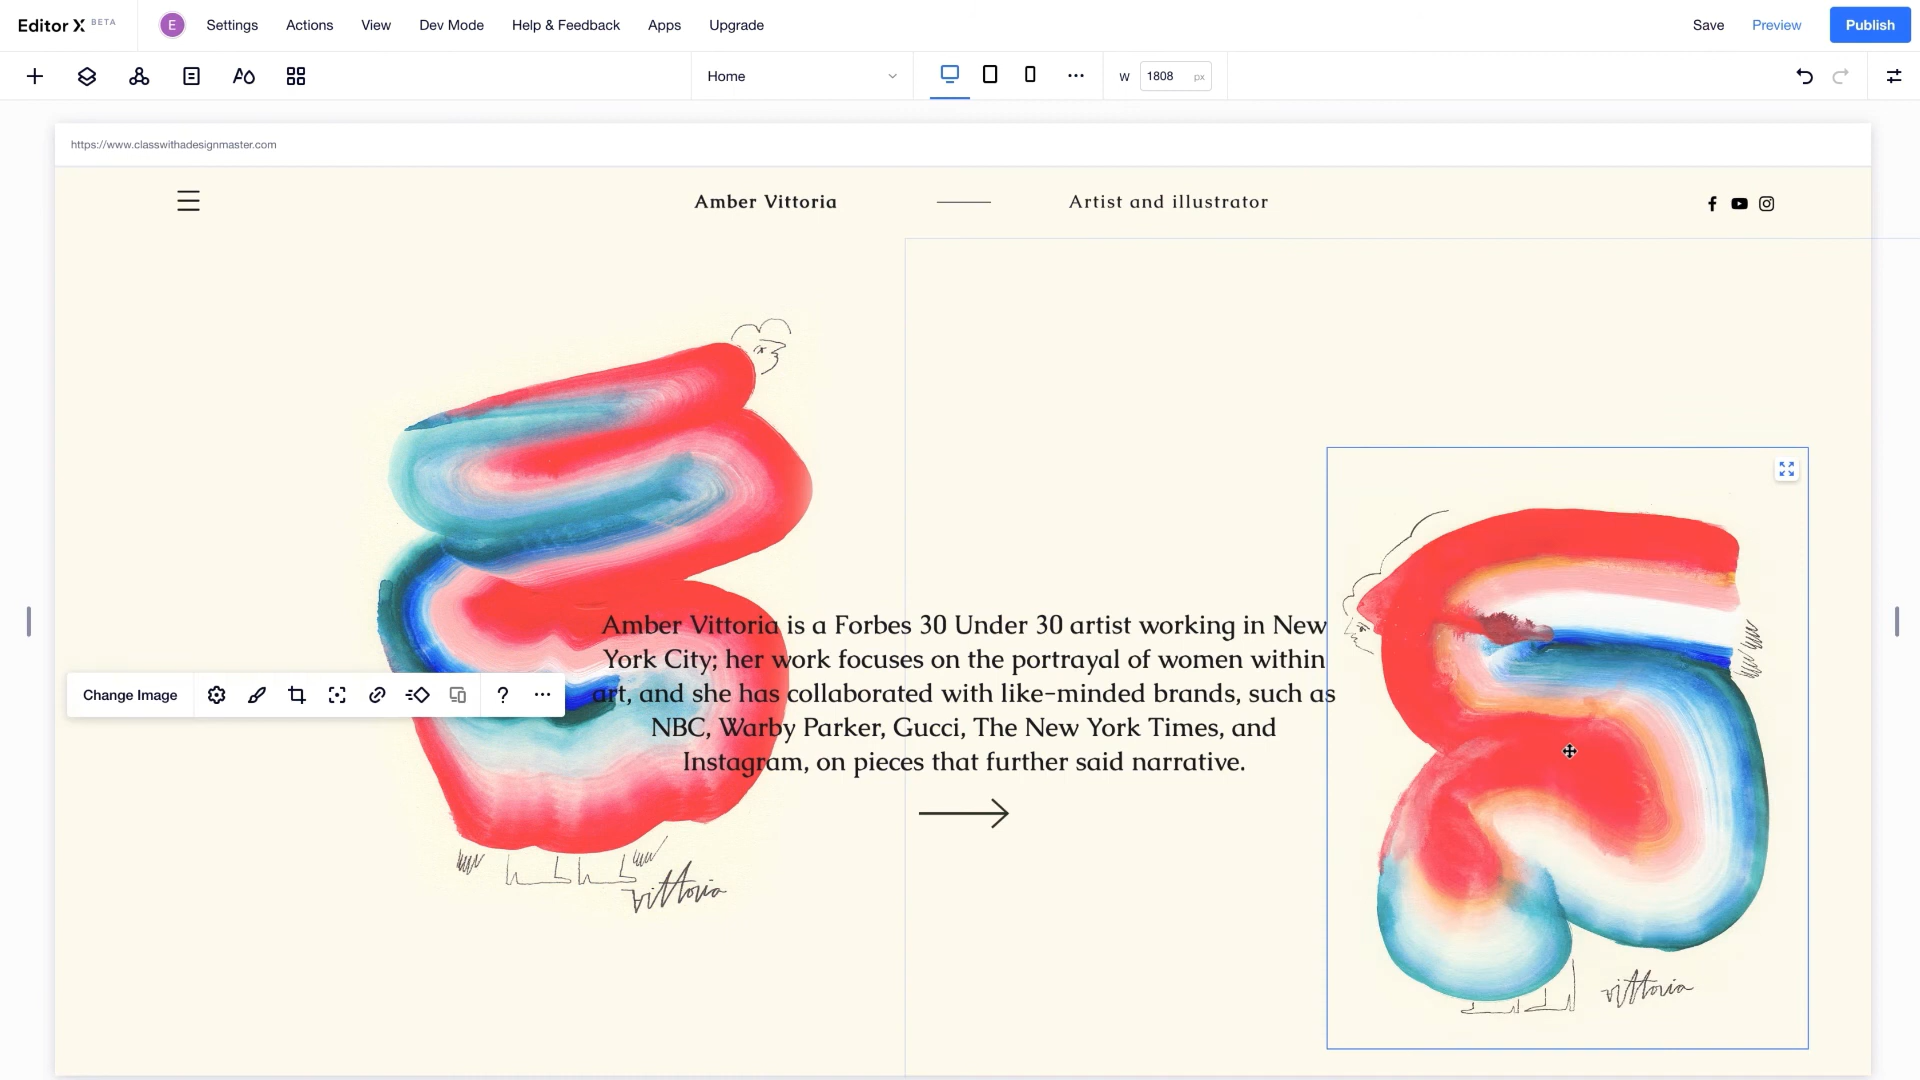 Editor X BETA
E Settings Actions View Dev Mode Help & Feedback Apps Upgrade
Save Preview Publish
Home
W 1808 px
https://www.classwithadesignmaster.com
Amber Vittoria
Artist and illustrator
Amber Vittoria is a Forbes 30 Under 30 artist working in New
York City; her work focuses on the portrayal of women within
art, and she has collaborated with like-minded brands, such as
NBC, Warby Parker, Gucci, The New York Times, and
Instagram, on pieces that further said narrative.
Change Image
vittoria
vittoria